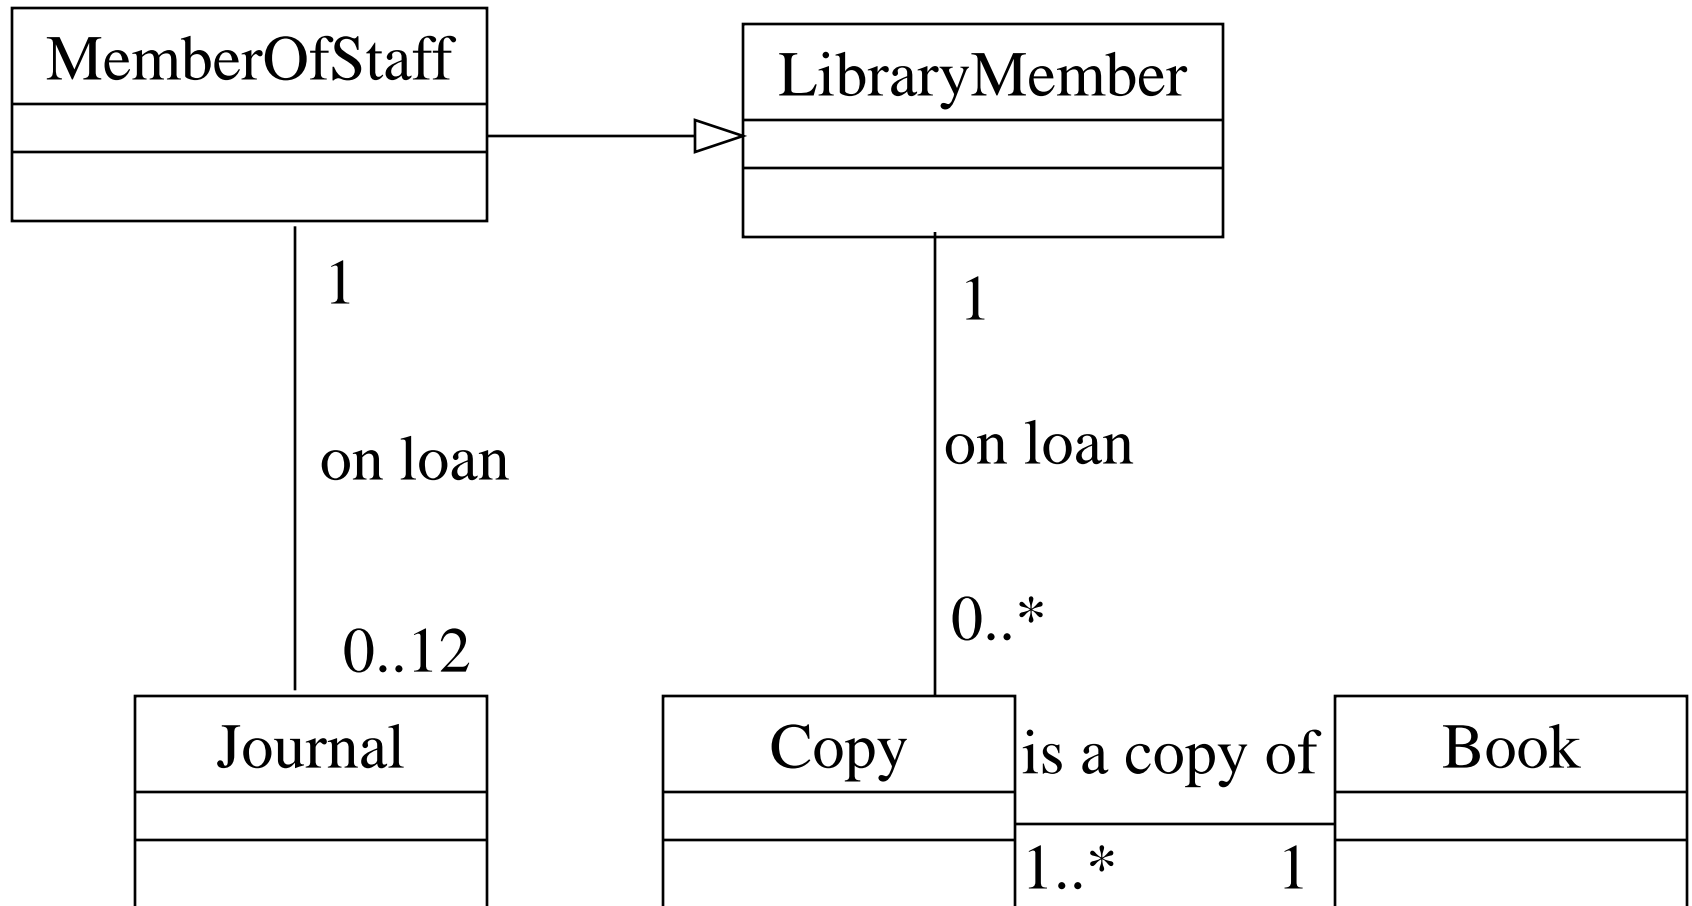 MemberOfStaff
LibraryMember
1
1
on loan
on loan
0..*
0..12
Journal
Copy
is a copy of
Book
1..*
1